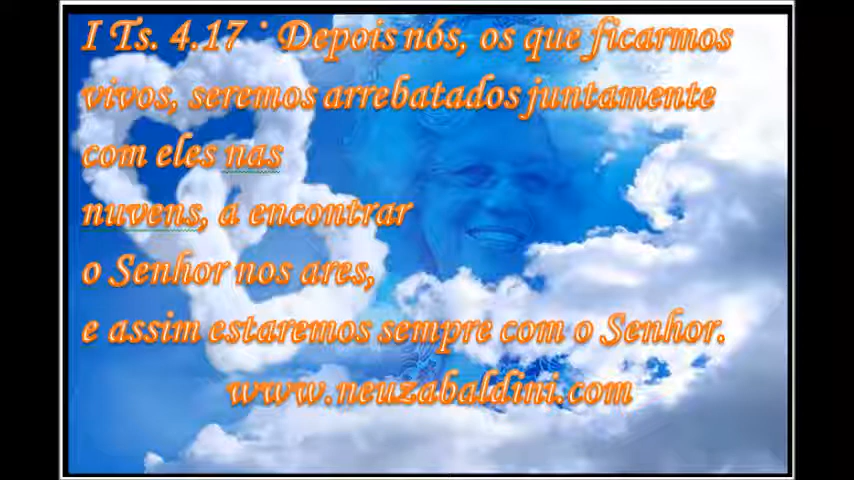 I Ts. 4.17 · Depois nós, os que ficarmos
vivos, seremos arrebatados juntamente
com eles nas
nuvens, a encontrar
o Senhor nos ares,
e assim estaremos sempre com o Senhor.
www.neuzabaldini.com